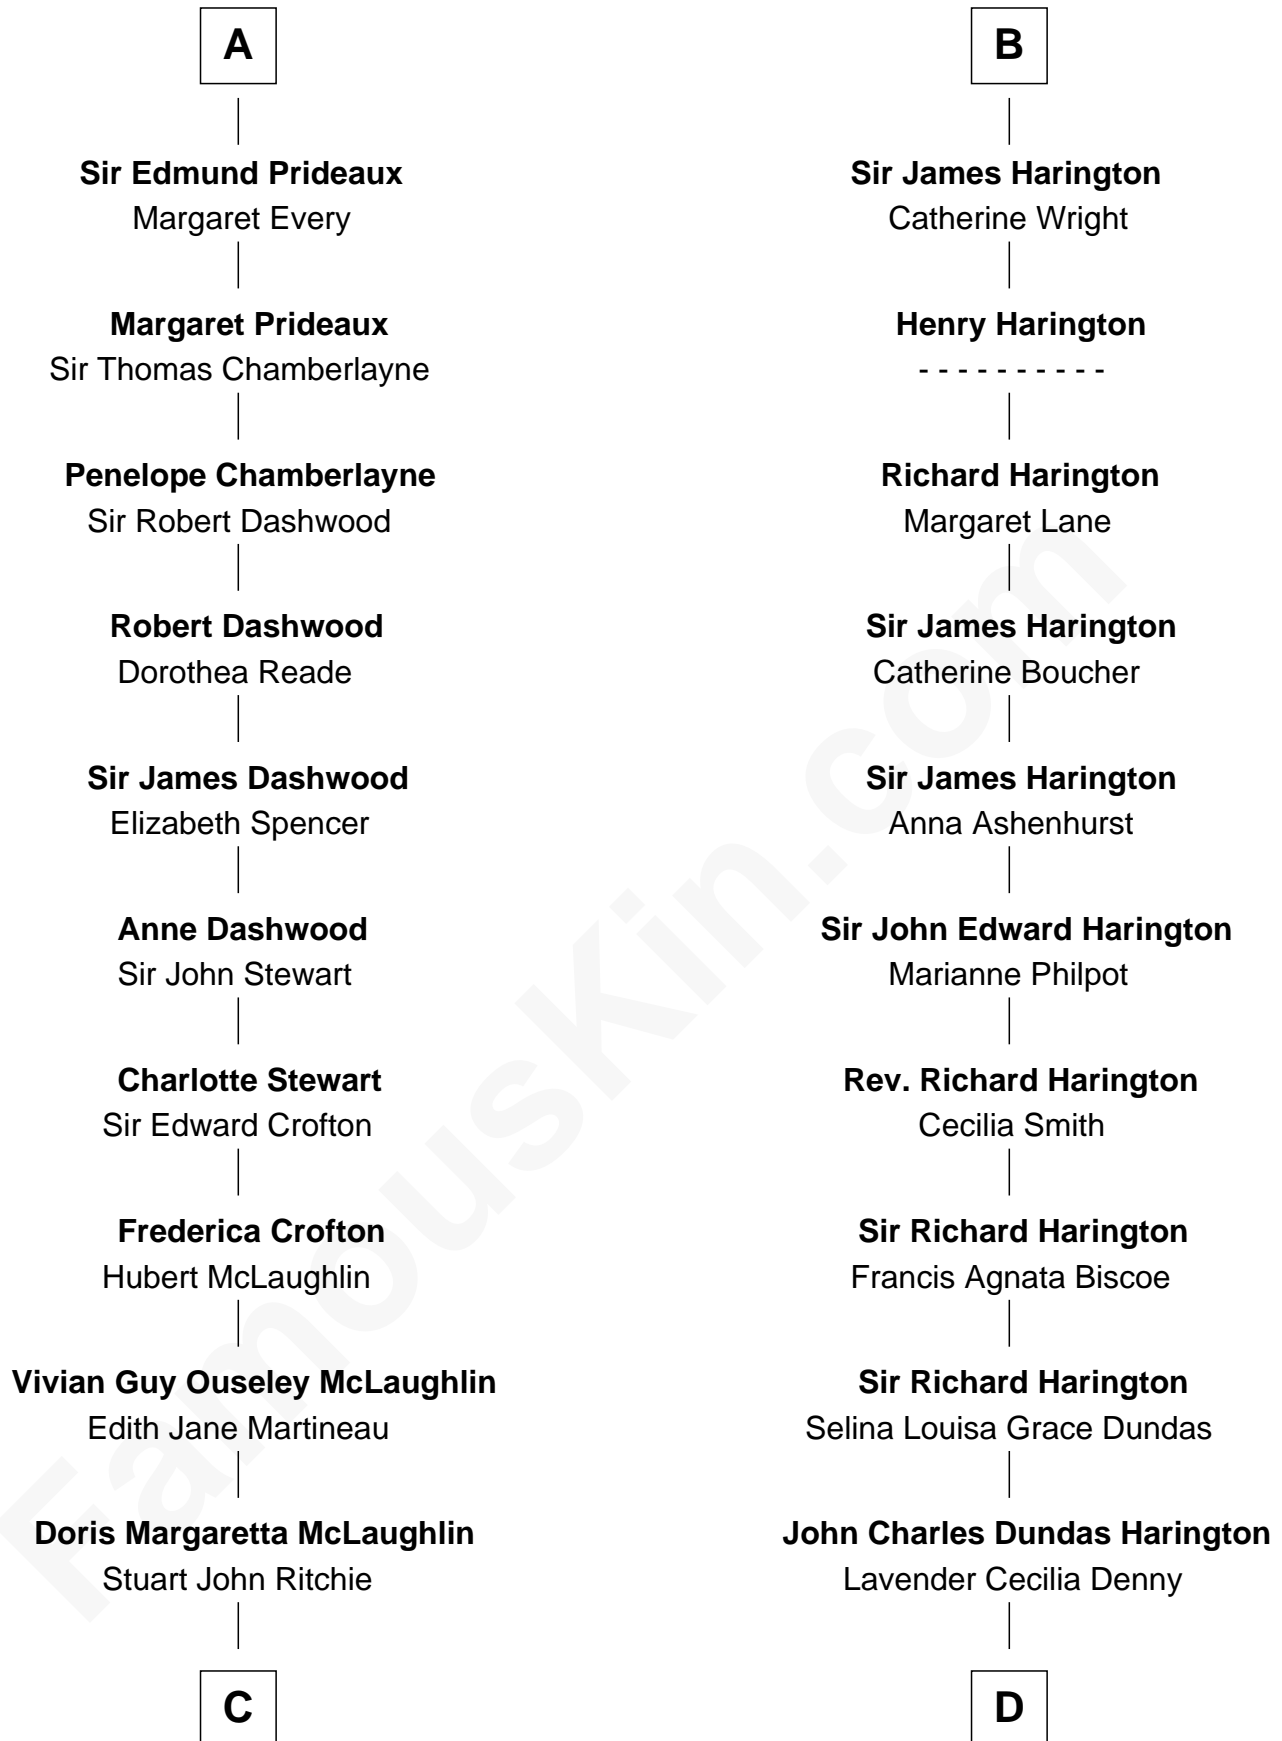 A
Sir Edmund Prideaux
Margaret Every
Margaret Prideaux
Sir Thomas Chamberlayne
Penelope Chamberlayne
Sir Robert Dashwood
Robert Dashwood
Dorothea Reade
Sir James Dashwood
Elizabeth Spencer
Anne Dashwood
Sir John Stewart
Charlotte Stewart
Sir Edward Crofton
Frederica Crofton
Hubert McLaughlin
Vivian Guy Ouseley McLaughlin
Edith Jane Martineau
Doris Margaretta McLaughlin
Stuart John Ritchie
C
B
Sir James Harington
Catherine Wright
Henry Harington
- - - - - - - - - -
Richard Harington
Margaret Lane
Sir James Harington
Catherine Boucher
Sir James Harington
Anna Ashenhurst
Sir John Edward Harington
Marianne Philpot
Rev. Richard Harington
Cecilia Smith
Sir Richard Harington
Francis Agnata Biscoe
Sir Richard Harington
Selina Louisa Grace Dundas
John Charles Dundas Harington
Lavender Cecilia Denny
D
FamousKin.com